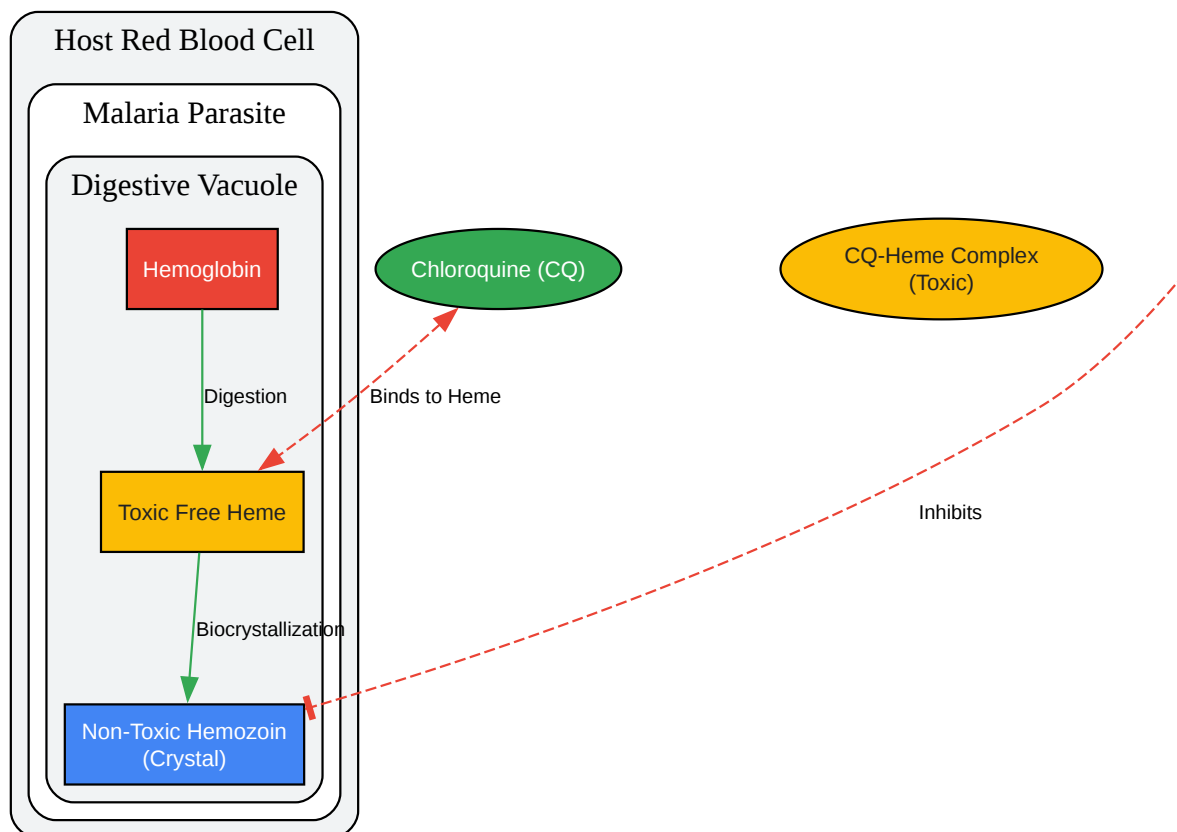 Host Red Blood Cell
Malaria Parasite
Digestive Vacuole
Hemoglobin
Chloroquine (CQ)
CQ-Heme Complex
(Toxic)
Digestion
Binds to Heme
Toxic Free Heme
Inhibits
Biocrystallization
Non-Toxic Hemozoin
(Crystal)